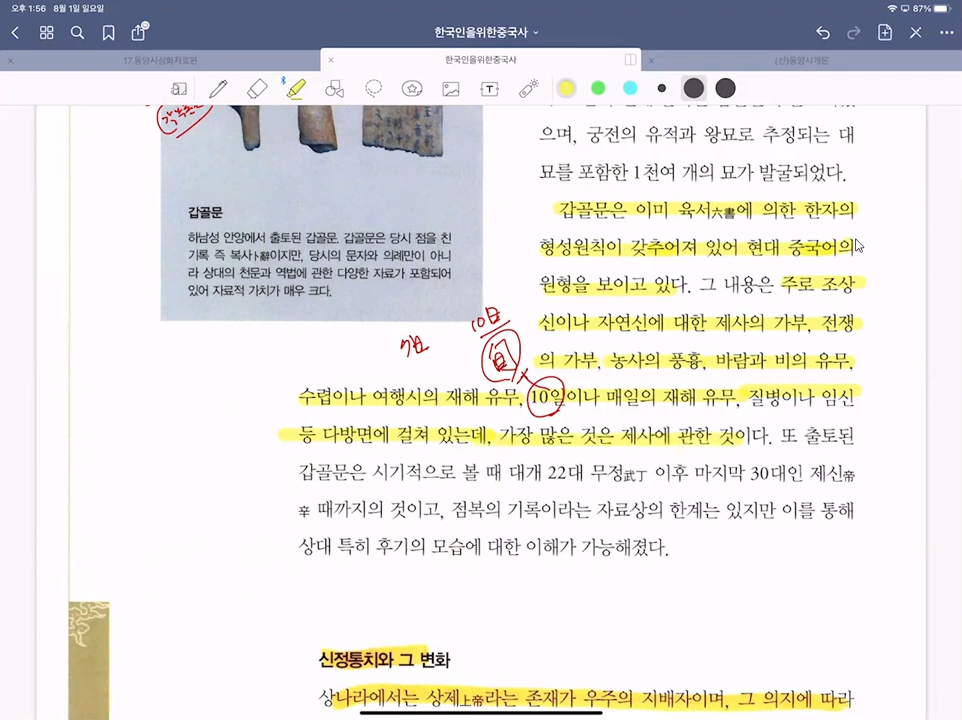 오후 1:56 8월 1일 일요일
87%
한국인을위한중국사
17.동양사심화자료편
한국인을위한중국사
(신)동양사개문
으며, 궁전의 유적과 왕묘로 추정되는 대
묘를 포함한 1천여 개의 묘가 발굴되었다.
갑골문은 이미 육서六書에 의한 한자의
형성원칙이 갖추어져 있어 현대 중국어의
원형을 보이고 있다. 그 내용은 주로 조상
신이나 자연신에 대한 제사의 가부, 전쟁
의 가부, 농사의 풍흉, 바람과 비의 유무,
갑골문
하남성 안양에서 출토된 갑골문. 갑골문은 당시 점을 친
기록 즉 복사卜辭이지만, 당시의 문자와 의례만이 아니
라 상대의 천문과 역법에 관한 다양한 자료가 포함되어
있어 자료적 가치가 매우 크다.
10日
旬
수렵이나 여행시의 재해 유무, 10일이나 매일의 재해 유무, 질병이나 임신
등 다방면에 걸쳐 있는데, 가장 많은 것은 제사에 관한 것이다. 또 출토된
갑골문은 시기적으로 볼 때 대개 22대 무정武丁 이후 마지막 30대인 제신帝
辛 때까지의 것이고, 점복의 기록이라는 자료상의 한계는 있지만 이를 통해
상대 특히 후기의 모습에 대한 이해가 가능해졌다.
신정통치와 그 변화
상나라에서는 상제上帝라는 존재가 우주의 지배자이며, 그 의지에 따라